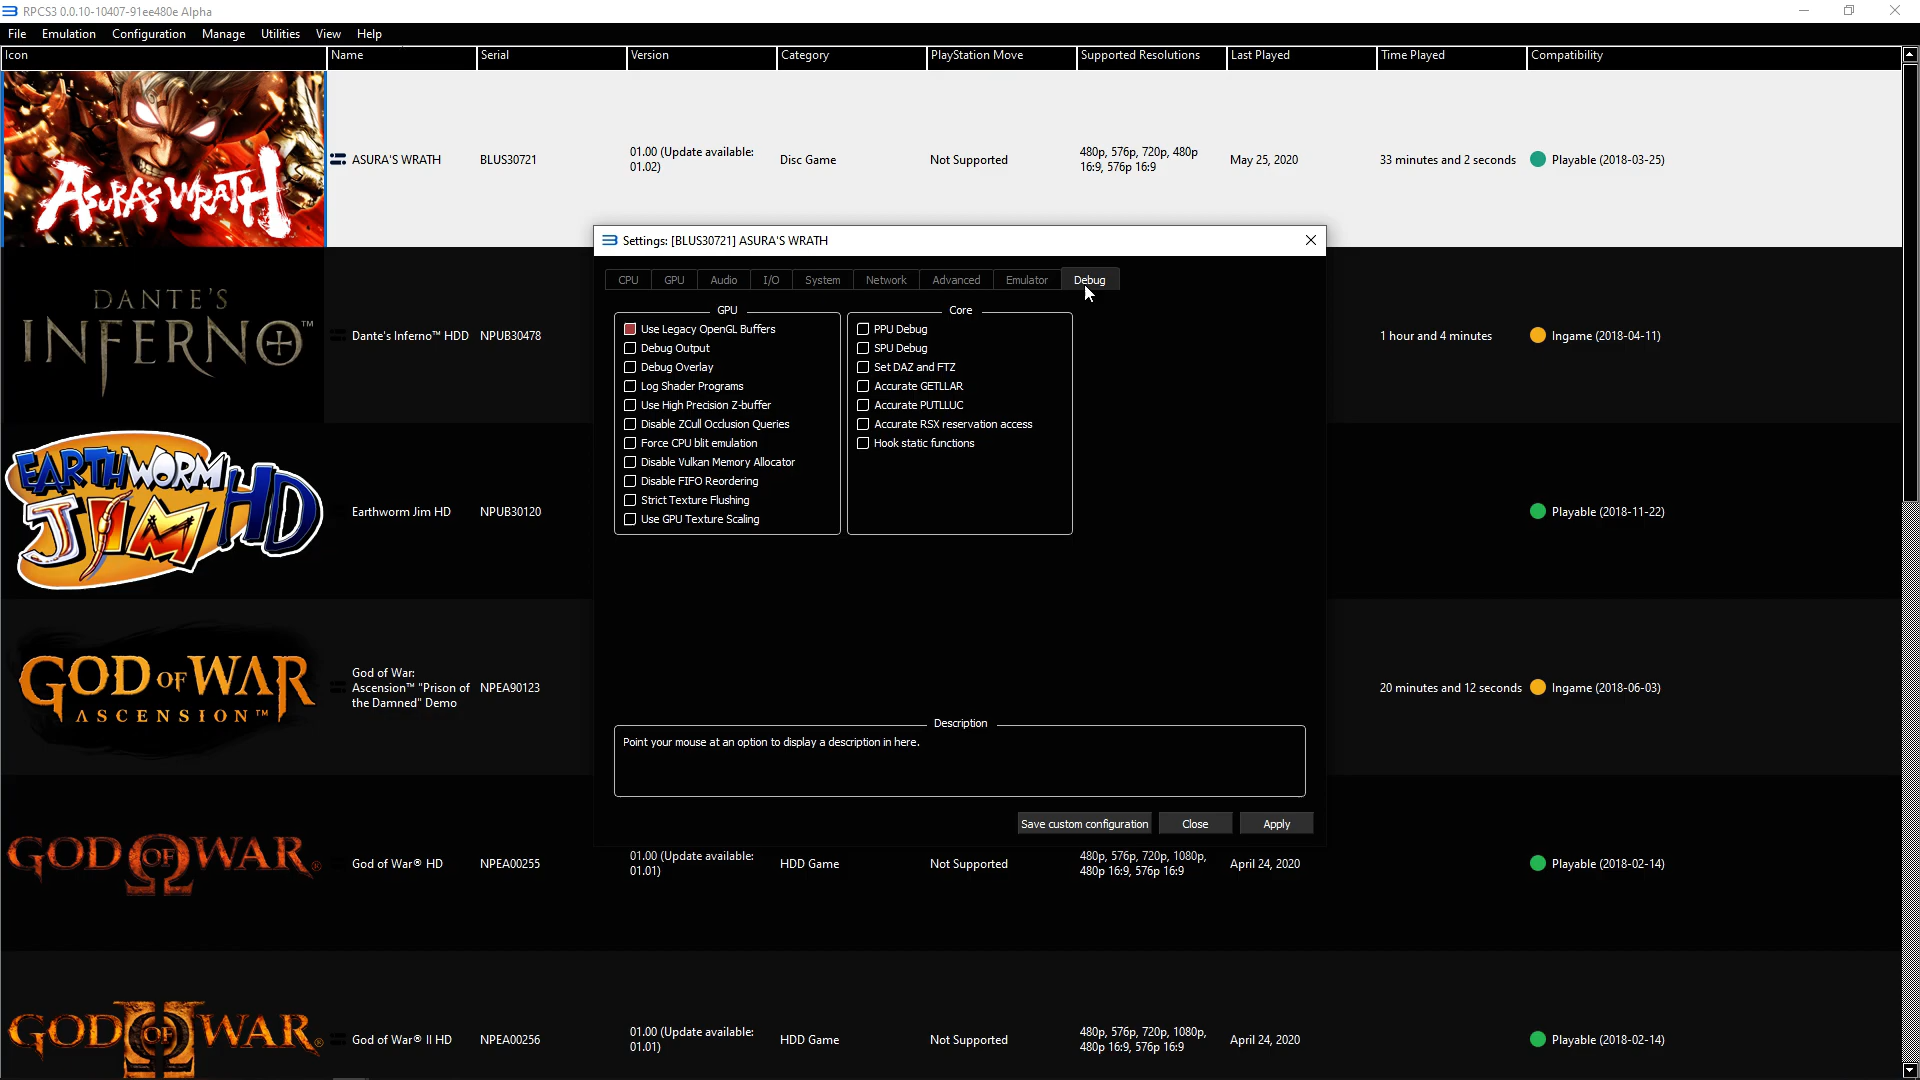 RPCS3 0.0.10-10407-91ee480e Alpha
File Emulation Configuration Manage Utilities View Help
Icon Name Serial Version Category PlayStation Move Supported Resolutions Last Played Time Played Compatibility
ASURA'S WRATH
ASURA'S WRATH BLUS30721 01.00 (Update available: 01.02) Disc Game Not Supported 480p, 576p, 720p, 480p 16:9, 576p 16:9 May 25, 2020 33 minutes and 2 seconds Playable (2018-03-25)
Settings: [BLUS30721] ASURA'S WRATH
CPU GPU Audio I/O System Network Advanced Emulator Debug
GPU
Use Legacy OpenGL Buffers
Debug Output
Debug Overlay
Log Shader Programs
Use High Precision Z-buffer
Disable ZCull Occlusion Queries
Force CPU blit emulation
Disable Vulkan Memory Allocator
Disable FIFO Reordering
Strict Texture Flushing
Use GPU Texture Scaling
Core
PPU Debug
SPU Debug
Set DAZ and FTZ
Accurate GETLLAR
Accurate PUTLLUC
Accurate RSX reservation access
Hook static functions
Description
Point your mouse at an option to display a description in here.
Save custom configuration Close Apply
DANTE'S
INFERNO™
Dante's Inferno™ HDD NPUB30478 1 hour and 4 minutes Ingame (2018-04-11)
EARTHWORM
JIM HD
Earthworm Jim HD NPUB30120 Playable (2018-11-22)
GOD OF WAR
ASCENSION™
God of War:
Ascension™ "Prison of
the Damned" Demo
NPEA90123 20 minutes and 12 seconds Ingame (2018-06-03)
GOD OF WAR®
God of War® HD NPEA00255 01.00 (Update available: 01.01) HDD Game Not Supported 480p, 576p, 720p, 1080p, 480p 16:9, 576p 16:9 April 24, 2020 Playable (2018-02-14)
GOD OF WAR®
II
God of War® II HD NPEA00256 01.00 (Update available: 01.01) HDD Game Not Supported 480p, 576p, 720p, 1080p, 480p 16:9, 576p 16:9 April 24, 2020 Playable (2018-02-14)